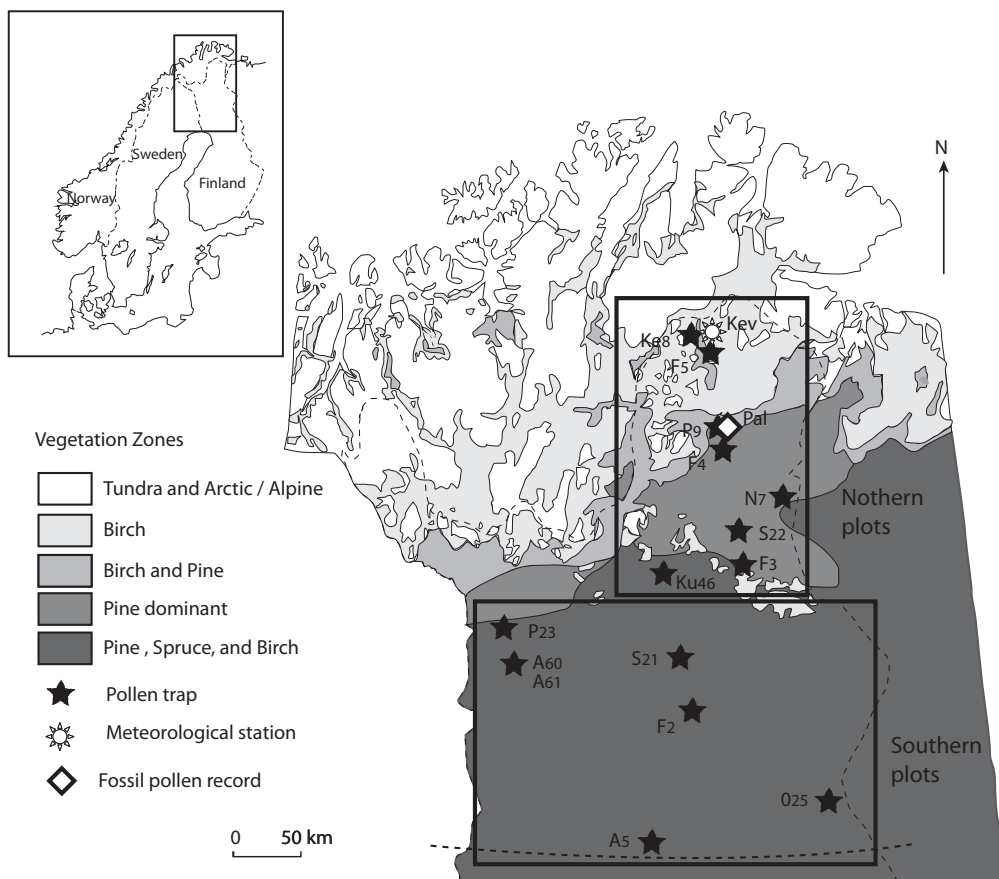 Sweden
Norway
Finland
N
Kev
Ke8
F5
Pal
P9
F4
N7
Nothern
plots
S22
F3
Ku46
P23
A60
A61
S21
F2
Southern
plots
025
A5
Vegetation Zones
Tundra and Arctic / Alpine
Birch
Birch and Pine
Pine dominant
Pine , Spruce, and Birch
Pollen trap
Meteorological station
Fossil pollen record
0 50 km